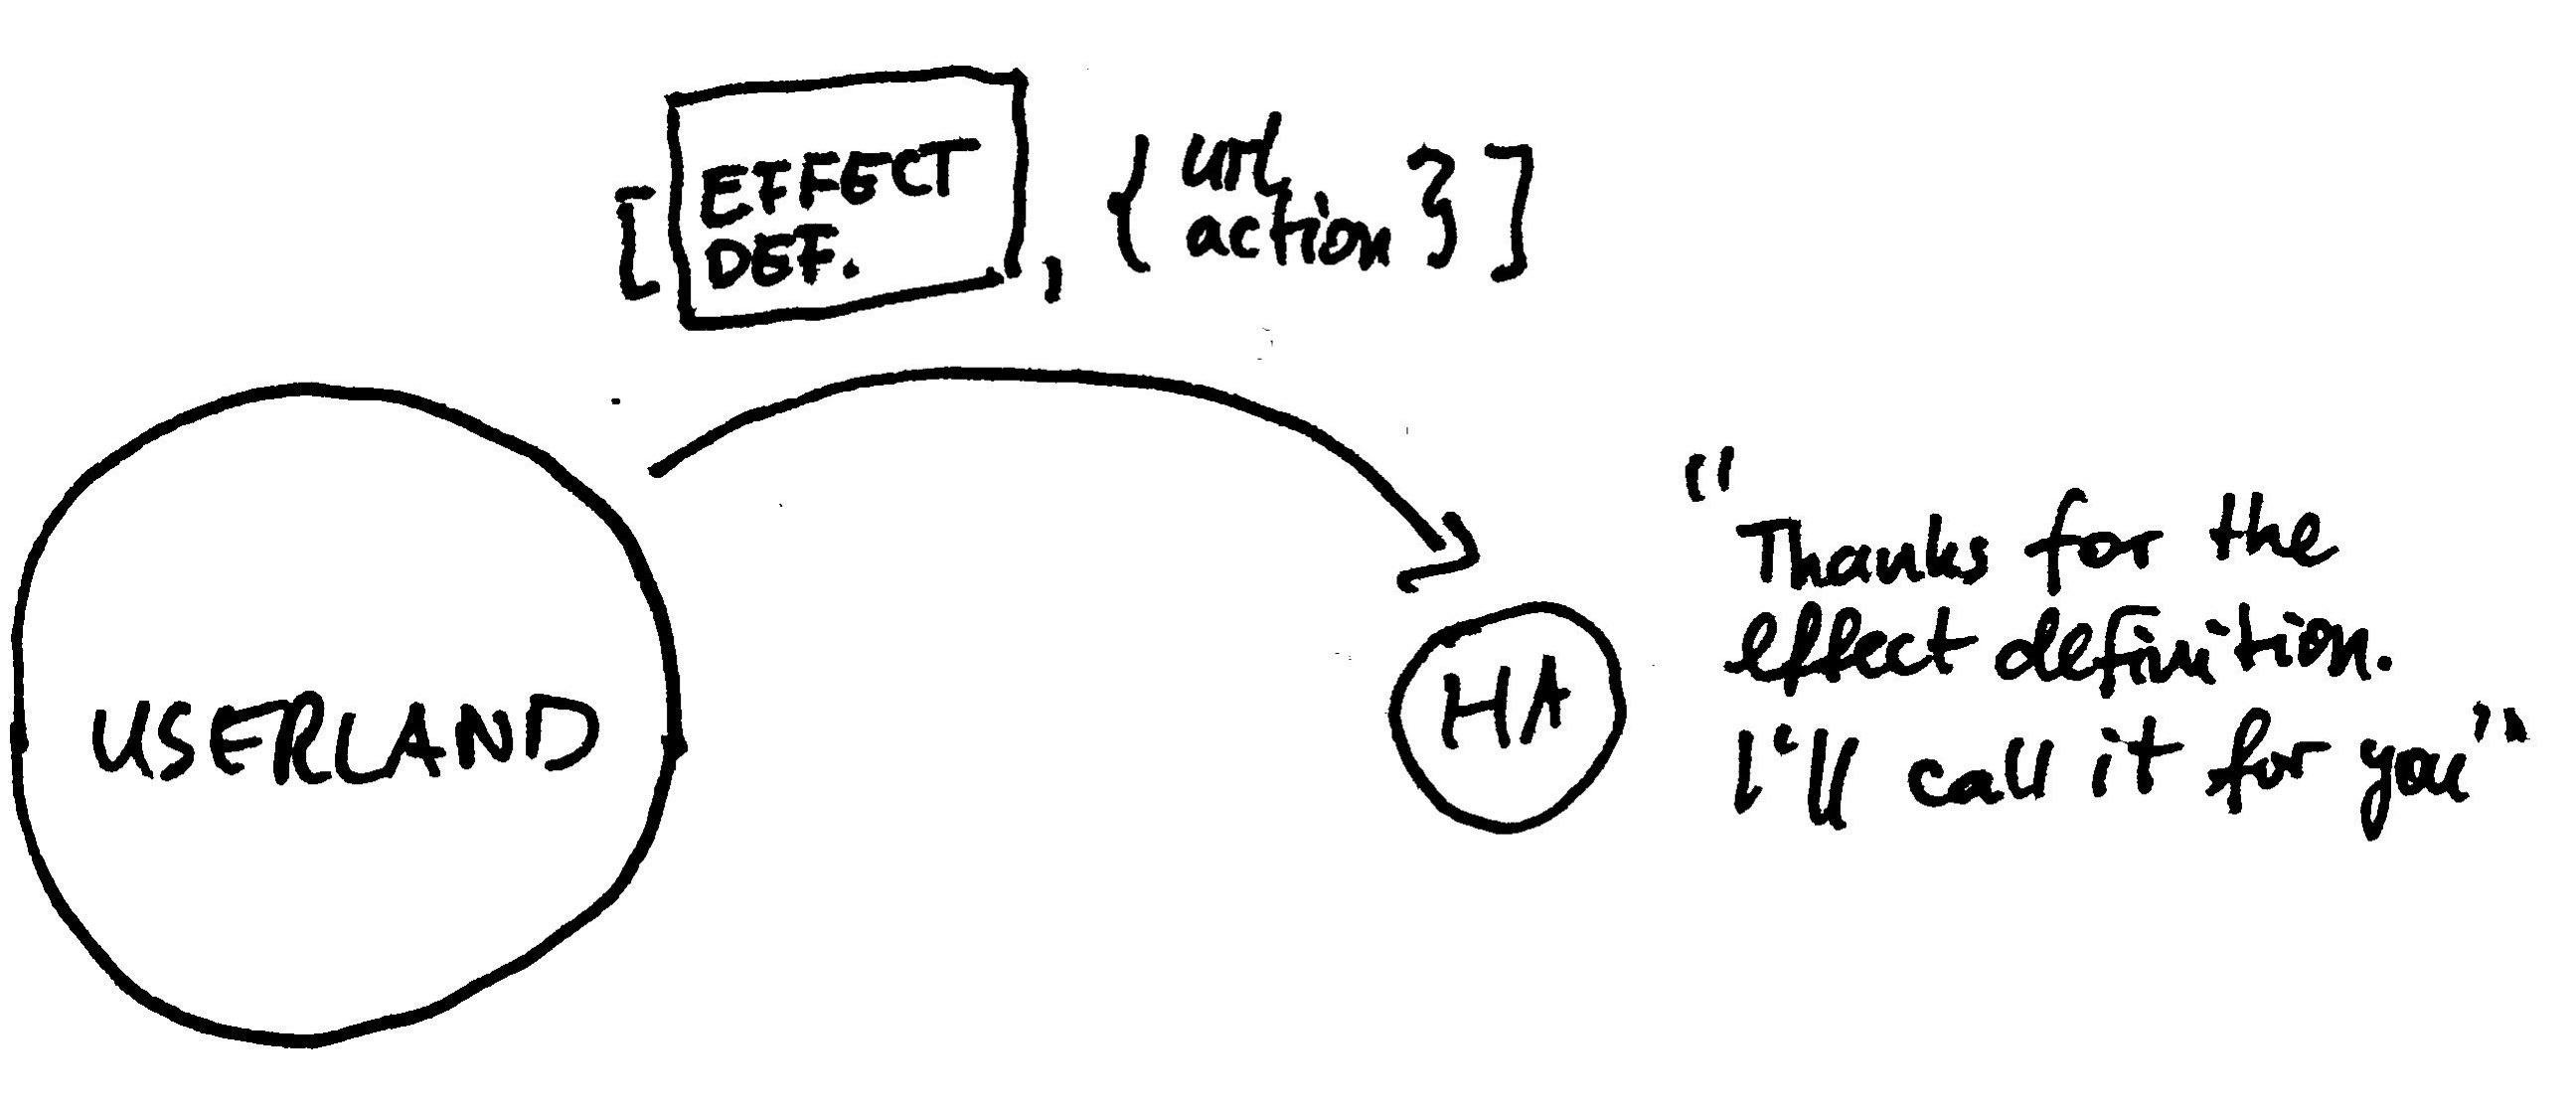 [ EFFECT DEF. , { url, action } ]
USERLAND
HA
"Thanks for the
effect definition.
I'll call it for you"